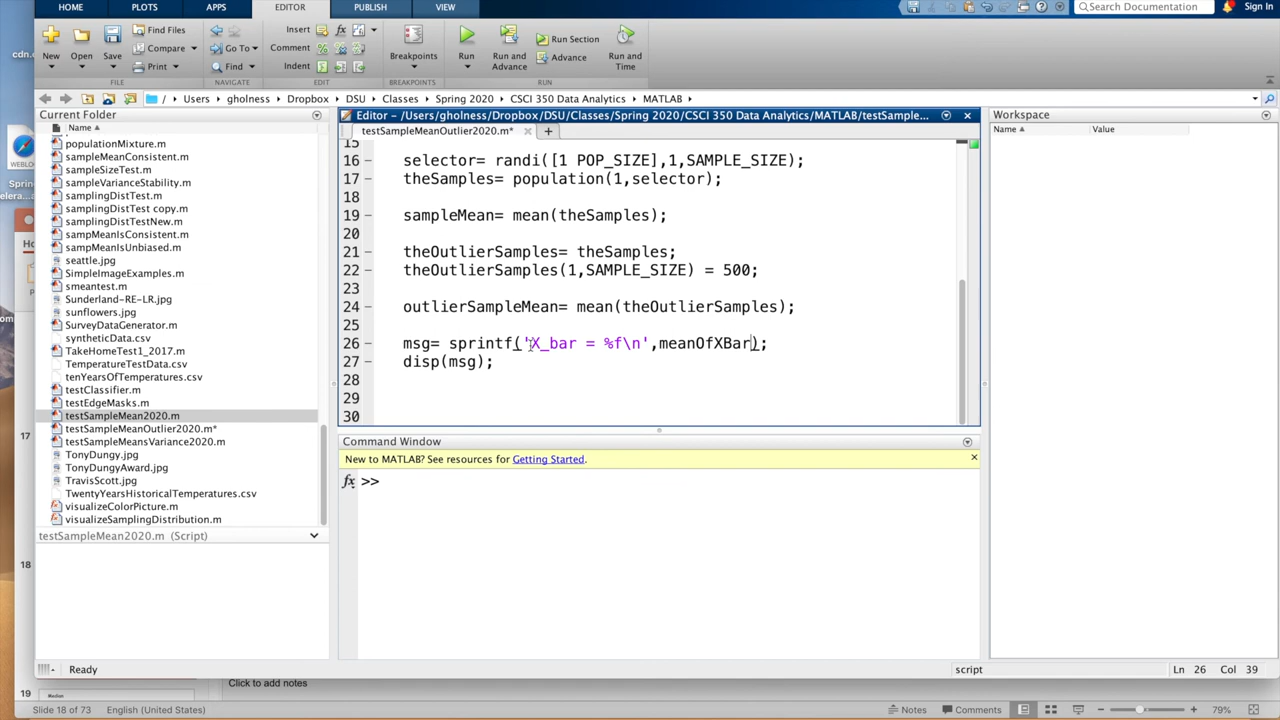 HOME PLOTS APPS EDITOR PUBLISH VIEW Search Documentation Sign In
New Open Save Find Files Compare Print Go To Find Insert fx Comment Indent Breakpoints Run Run and Advance Run Section Advance Run and Time
FILE NAVIGATE EDIT BREAKPOINTS RUN
/ Users gholness Dropbox DSU Classes Spring 2020 CSCI 350 Data Analytics MATLAB
Current Folder
Name
populationMixture.m
sampleMeanConsistent.m
sampleSizeTest.m
sampleVarianceStability.m
samplingDistTest.m
samplingDistTest copy.m
samplingDistTestNew.m
sampMeanIsConsistent.m
sampMeanIsUnbiased.m
seattle.jpg
SimpleImageExamples.m
smeantest.m
Sunderland-RE-LR.jpg
sunflowers.jpg
SurveyDataGenerator.m
syntheticData.csv
TakeHomeTest1_2017.m
TemperatureTestData.csv
tenYearsOfTemperatures.csv
testClassifier.m
testEdgeMasks.m
testSampleMean2020.m
testSampleMeanOutlier2020.m*
testSampleMeansVariance2020.m
TonyDungy.jpg
TonyDungyAward.jpg
TravisScott.jpg
TwentyYearsHistoricalTemperatures.csv
visualizeColorPicture.m
visualizeSamplingDistribution.m
testSampleMean2020.m (Script)
Editor - /Users/gholness/Dropbox/DSU/Classes/Spring 2020/CSCI 350 Data Analytics/MATLAB/testSample...
testSampleMeanOutlier2020.m*
15
16 selector= randi([1 POP_SIZE],1,SAMPLE_SIZE);
17 theSamples= population(1,selector);
18
19 sampleMean= mean(theSamples);
20
21 theOutlierSamples= theSamples;
22 theOutlierSamples(1,SAMPLE_SIZE) = 500;
23
24 outlierSampleMean= mean(theOutlierSamples);
25
26 msg= sprintf('X_bar = %f\n',meanOfXBar);
27 disp(msg);
28
29
30
Command Window
New to MATLAB? See resources for Getting Started.
fx >>
Workspace
Name Value
Ready script Ln 26 Col 39
17
18
19
Click to add notes
Slide 18 of 73 English (United States) Notes Comments 79%